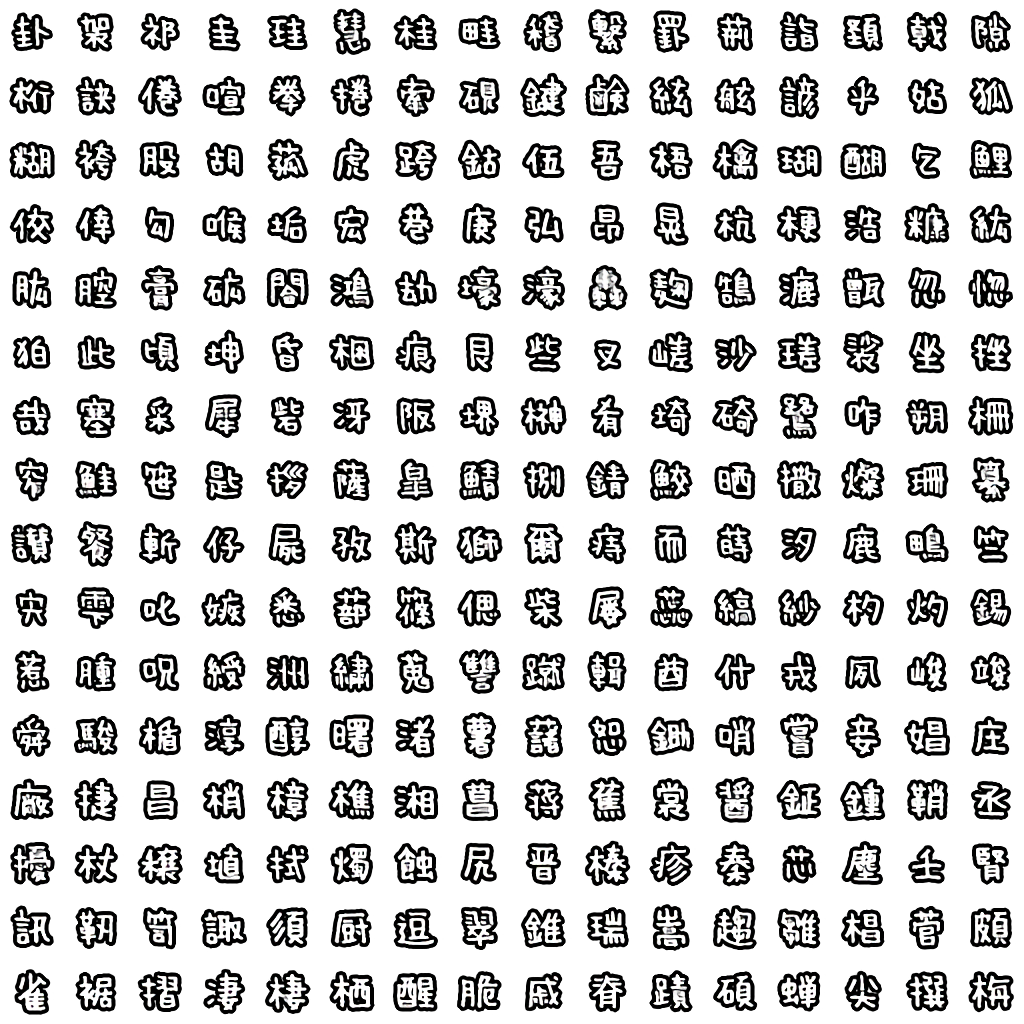 卦袈祁圭珪慧桂畦稽繋罫荊詣頚戟隙
桁訣倦喧拳捲索硯鍵鹸絃舷諺乎姑狐
糊袴股胡菰虎跨鈷伍吾梧檎瑚醐乞鯉
佼倖勾喉垢宏巷庚弘昂晃杭梗浩糠紘
肱腔膏砿閤鴻劫壕濠轟麹鵠漉甑忽惚
狛此頃坤昏梱痕艮些叉嵯沙瑳裟坐挫
哉塞采犀砦冴阪堺榊肴埼碕鷺咋朔柵
窄鮭笹匙拶薩皐鯖捌錆鮫晒撒燦珊纂
讃餐斬仔屍孜斯獅爾痔而蒔汐鹿鴫竺
宍雫叱嫉悉蔀篠偲柴屡蕊縞紗杓灼錫
惹腫呪綬洲繍蒐讐蹴輯酋什戎夙峻竣
舜駿楯淳醇曙渚薯藷恕鋤哨嘗妾娼庄
廠捷昌梢樟樵湘菖蒋蕉裳醤鉦鍾鞘丞
擾杖穣埴拭燭蝕尻晋榛疹秦芯塵壬腎
訊靭笥諏須厨逗翠錐瑞嵩趨雛椙菅頗
雀裾摺凄棲栖醒脆戚脊蹟碩蝉尖撰栴